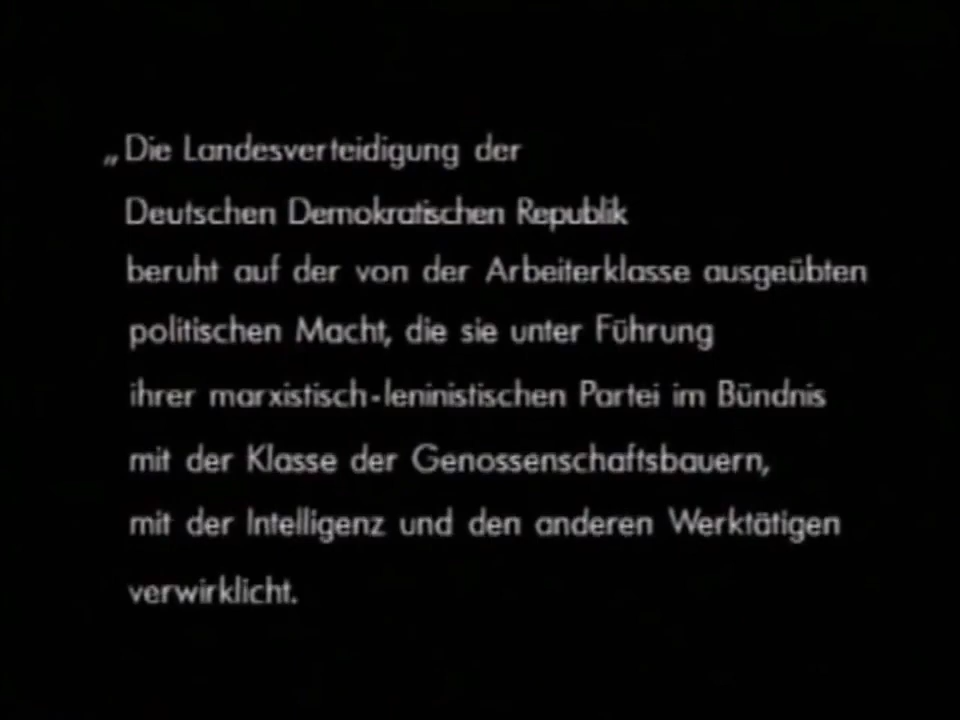 „Die Landesverteidigung der
Deutschen Demokratischen Republik
beruht auf der von der Arbeiterklasse ausgeübten
politischen Macht, die sie unter Führung
ihrer marxistisch-leninistischen Partei im Bündnis
mit der Klasse der Genossenschaftsbauern,
mit der Intelligenz und den anderen Werktätigen
verwirklicht.